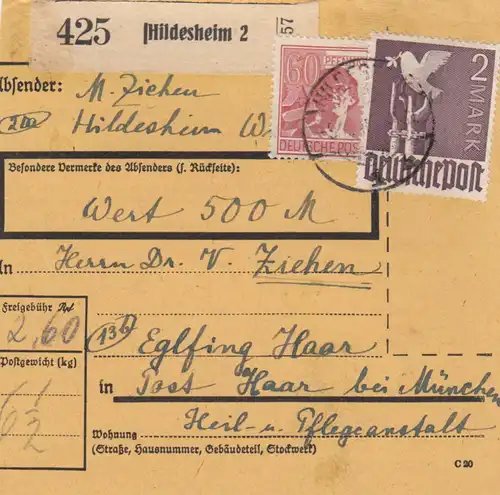 425 Hildesheim 2
57
60 PFENNIG
DEUTSCHE POST
2 MARK
Deutsche Post
Absender: M. Ziehen
Hildesheim
Besondere Vermerke des Absenders (s. Rückseite):
Wert 500 M
An Herrn Dr. V. Ziehen
Freigebühr
2,60
13b Eglfing Haar
Postgewicht (kg)
in Post Haar bei München
Heil- u. Pflegeanstalt
Wohnung
(Straße, Hausnummer, Gebäudeteil, Stockwerk)
C 20